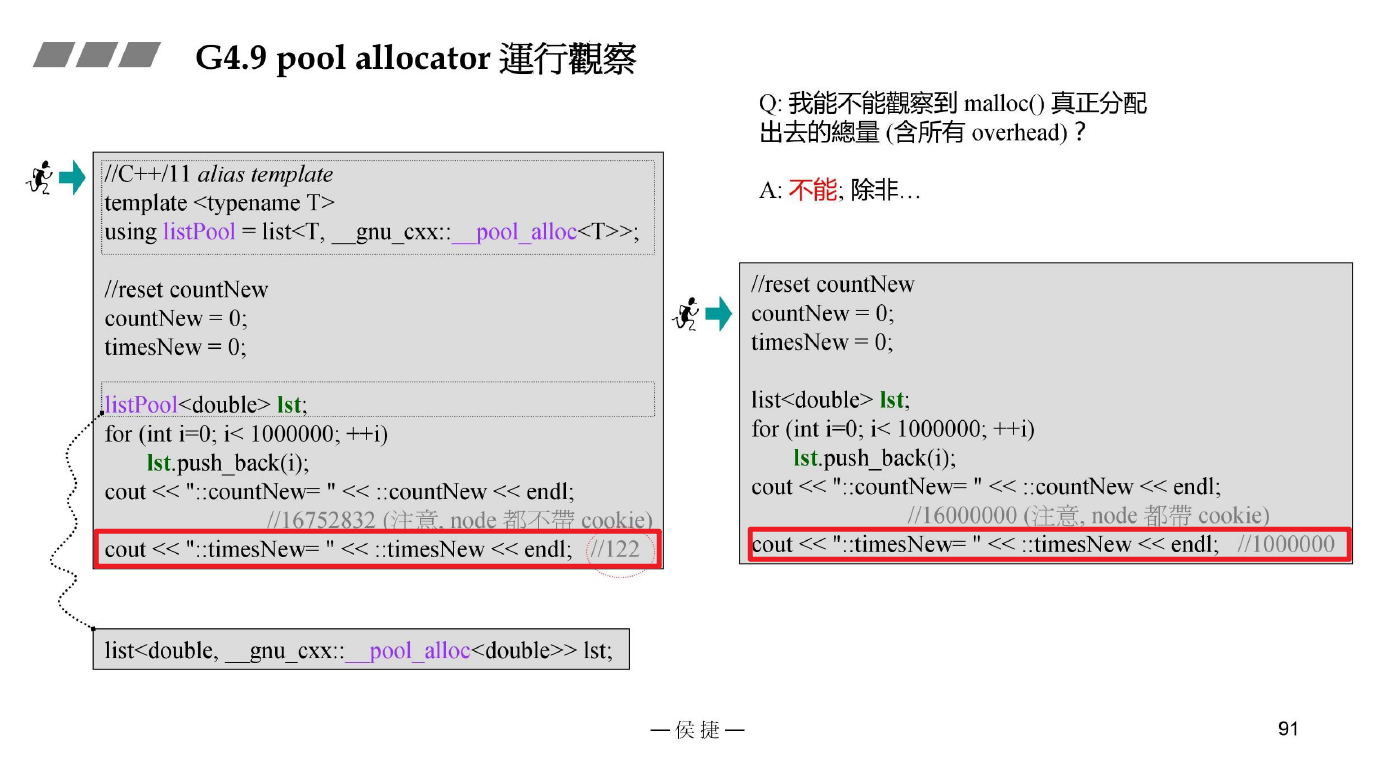 G4.9 pool allocator 運行觀察
Q: 我能不能觀察到 malloc() 真正分配
出去的總量 (含所有 overhead)？
A: 不能; 除非…
//C++/11 alias template
template <typename T>
using listPool = list<T, __gnu_cxx::__pool_alloc<T>>;
//reset countNew
countNew = 0;
timesNew = 0;
listPool<double> lst;
for (int i=0; i< 1000000; ++i)
lst.push_back(i);
cout << "::countNew= " << ::countNew << endl;
//16752832 (注意, node 都不帶 cookie)
cout << "::timesNew= " << ::timesNew << endl; //122
list<double, __gnu_cxx::__pool_alloc<double>> lst;
//reset countNew
countNew = 0;
timesNew = 0;
list<double> lst;
for (int i=0; i< 1000000; ++i)
lst.push_back(i);
cout << "::countNew= " << ::countNew << endl;
//16000000 (注意, node 都帶 cookie)
cout << "::timesNew= " << ::timesNew << endl; //1000000
— 侯捷 —
91